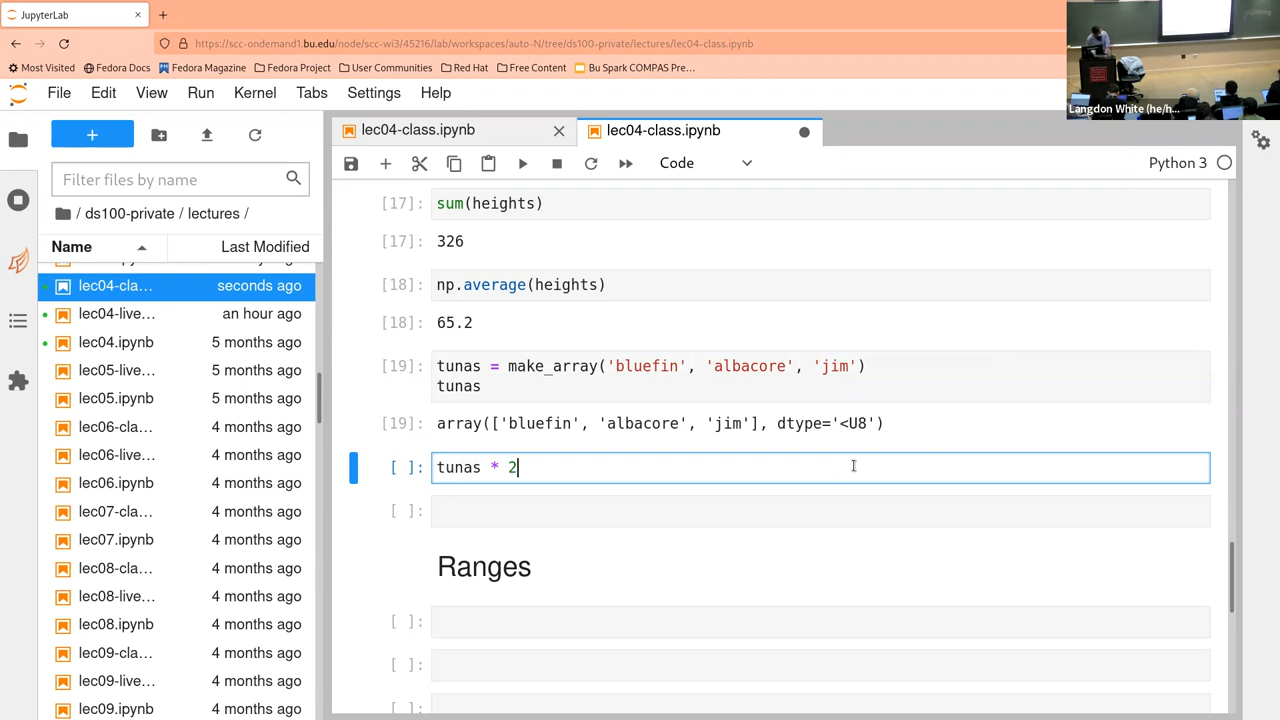 JupyterLab
https://scc-ondemand1.bu.edu/node/scc-wi3/45216/lab/workspaces/auto-N/tree/ds100-private/lectures/lec04-class.ipynb
Most Visited Fedora Docs Fedora Magazine Fedora Project User Communities Red Hat Free Content Bu Spark COMPAS Pre...
Langdon White (he/h...
File Edit View Run Kernel Tabs Settings Help
lec04-class.ipynb lec04-class.ipynb
Code Python 3
Filter files by name
/ ds100-private / lectures /
Name Last Modified
lec04-cla... seconds ago
lec04-live... an hour ago
lec04.ipynb 5 months ago
lec05-live... 5 months ago
lec05.ipynb 5 months ago
lec06-cla... 4 months ago
lec06-live... 4 months ago
lec06.ipynb 4 months ago
lec07-cla... 4 months ago
lec07.ipynb 4 months ago
lec08-cla... 4 months ago
lec08-live... 4 months ago
lec08.ipynb 4 months ago
lec09-cla... 4 months ago
lec09-live... 4 months ago
lec09.ipynb 4 months ago
[17]: sum(heights)
[17]: 326
[18]: np.average(heights)
[18]: 65.2
[19]: tunas = make_array('bluefin', 'albacore', 'jim')
tunas
[19]: array(['bluefin', 'albacore', 'jim'], dtype='<U8')
[ ]: tunas * 2
[ ]:
Ranges
[ ]:
[ ]:
[ ]: